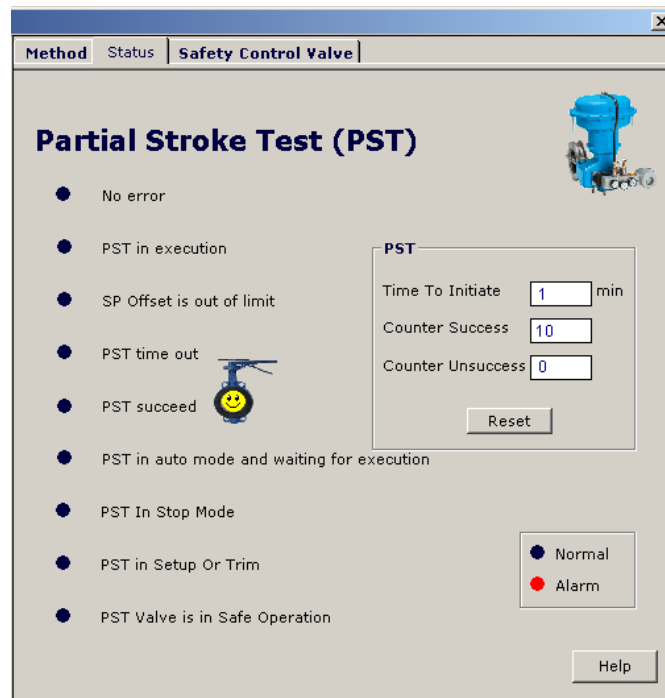 Method Status Safety Control Valve
Partial Stroke Test (PST)
No error
PST in execution
SP Offset is out of limit
PST time out
PST succeed
PST in auto mode and waiting for execution
PST In Stop Mode
PST in Setup Or Trim
PST Valve is in Safe Operation
PST
Time To Initiate 1 min
Counter Success 10
Counter Unsuccess 0
Reset
Normal
Alarm
Help